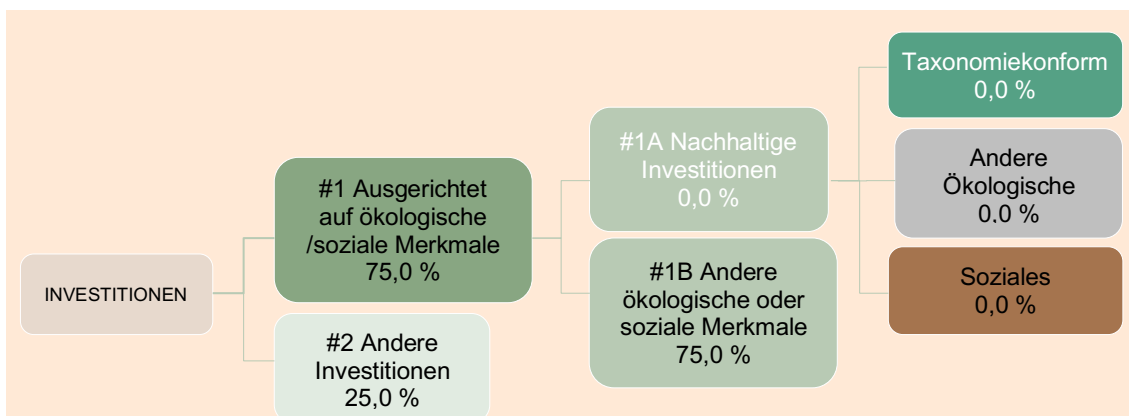 INVESTITIONEN
#1 Ausgerichtet
auf ökologische
/soziale Merkmale
75,0 %
#2 Andere
Investitionen
25,0 %
#1A Nachhaltige
Investitionen
0,0 %
#1B Andere
ökologische oder
soziale Merkmale
75,0 %
Taxonomiekonform
0,0 %
Andere
Ökologische
0,0 %
Soziales
0,0 %